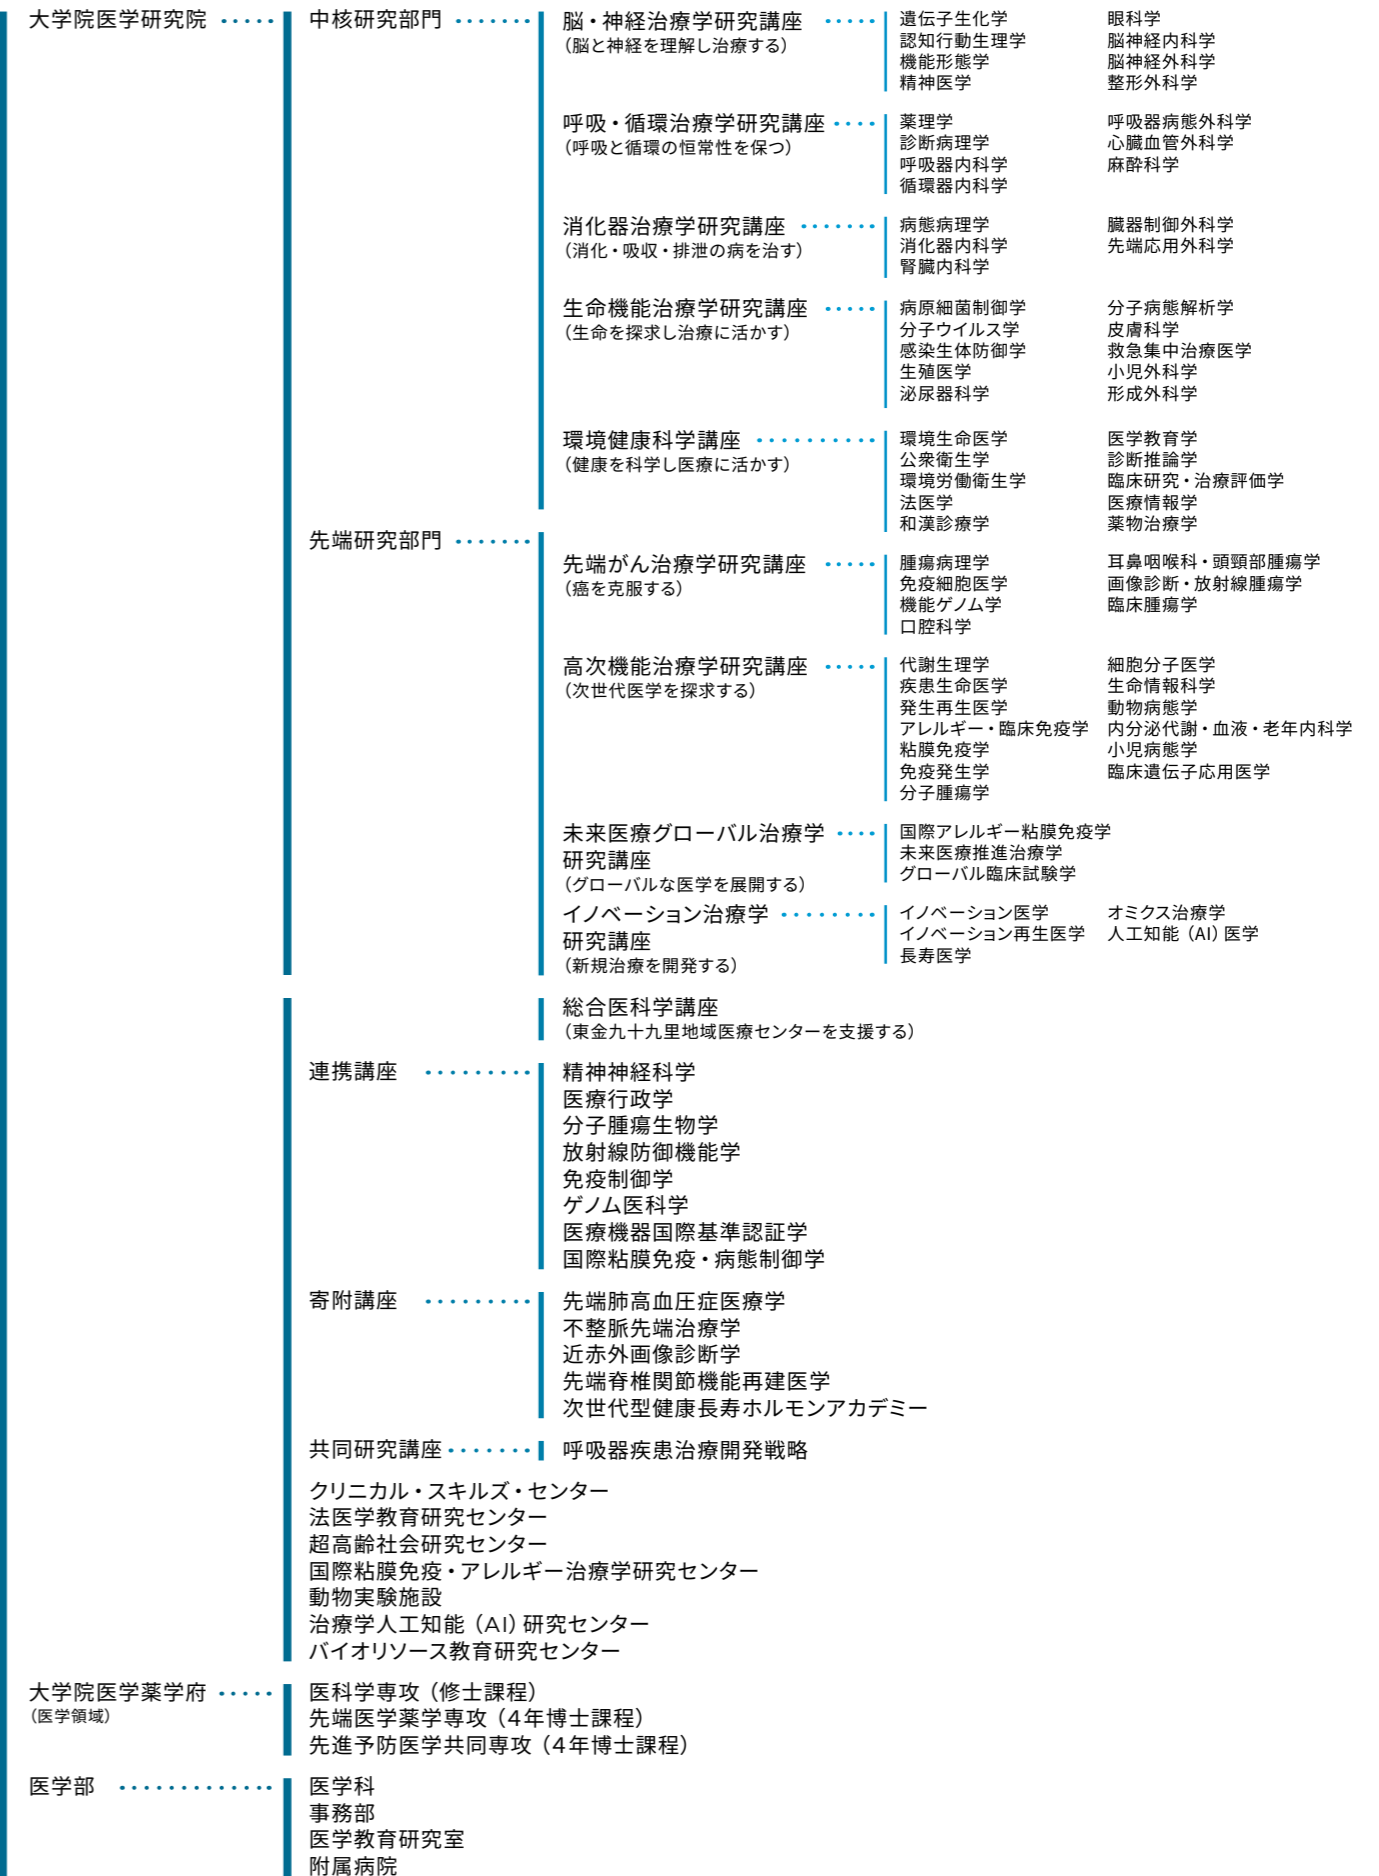 大学院医学研究院
中核研究部門
脳・神経治療学研究講座
（脳と神経を理解し治療する）
遺伝子生化学
認知行動生理学
機能形態学
精神医学
眼科学
脳神経内科学
脳神経外科学
整形外科学
呼吸・循環治療学研究講座
（呼吸と循環の恒常性を保つ）
薬理学
診断病理学
呼吸器内科学
循環器内科学
呼吸器病態外科学
心臓血管外科学
麻酔科学
消化器治療学研究講座
（消化・吸収・排泄の病を治す）
病態病理学
消化器内科学
腎臓内科学
臓器制御外科学
先端応用外科学
生命機能治療学研究講座
（生命を探求し治療に活かす）
病原細菌制御学
分子ウイルス学
感染生体防御学
生殖医学
泌尿器科学
分子病態解析学
皮膚科学
救急集中治療医学
小児外科学
形成外科学
環境健康科学講座
（健康を科学し医療に活かす）
環境生命医学
公衆衛生学
環境労働衛生学
法医学
和漢診療学
医学教育学
診断推論学
臨床研究・治療評価学
医療情報学
薬物治療学
先端研究部門
先端がん治療学研究講座
（癌を克服する）
腫瘍病理学
免疫細胞医学
機能ゲノム学
口腔科学
耳鼻咽喉科・頭頸部腫瘍学
画像診断・放射線腫瘍学
臨床腫瘍学
高次機能治療学研究講座
（次世代医学を探求する）
代謝生理学
疾患生命医学
発生再生医学
アレルギー・臨床免疫学
粘膜免疫学
免疫発生学
分子腫瘍学
細胞分子医学
生命情報科学
動物病態学
内分泌代謝・血液・老年内科学
小児病態学
臨床遺伝子応用医学
未来医療グローバル治療学
研究講座
（グローバルな医学を展開する）
国際アレルギー粘膜免疫学
未来医療推進治療学
グローバル臨床試験学
イノベーション治療学
研究講座
（新規治療を開発する）
イノベーション医学
イノベーション再生医学
長寿医学
オミクス治療学
人工知能（AI）医学
総合医科学講座
（東金九十九里地域医療センターを支援する）
連携講座
精神神経科学
医療行政学
分子腫瘍生物学
放射線防御機能学
免疫制御学
ゲノム医科学
医療機器国際基準認証学
国際粘膜免疫・病態制御学
寄附講座
先端肺高血圧症医療学
不整脈先端治療学
近赤外画像診断学
先端脊椎関節機能再建医学
次世代型健康長寿ホルモンアカデミー
共同研究講座
呼吸器疾患治療開発戦略
クリニカル・スキルズ・センター
法医学教育研究センター
超高齢社会研究センター
国際粘膜免疫・アレルギー治療学研究センター
動物実験施設
治療学人工知能（AI）研究センター
バイオリソース教育研究センター
大学院医学薬学府
（医学領域）
医科学専攻（修士課程）
先端医学薬学専攻（4年博士課程）
先進予防医学共同専攻（4年博士課程）
医学部
医学科
事務部
医学教育研究室
附属病院